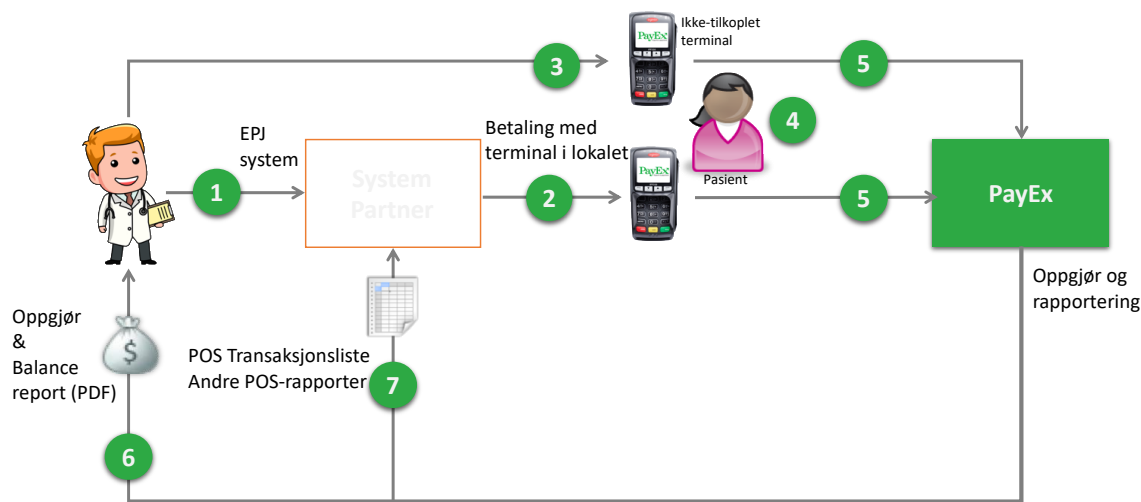 PayEx
Ikke-tilkoplet
terminal
3
5
4
EPJ
system
Betaling med
terminal i lokalet
System
Partner
1
2
PayEx
Pasient
5
PayEx
Oppgjør og
rapportering
Oppgjør
&
Balance
report (PDF)
$
POS Transaksjonsliste
Andre POS-rapporter
7
6